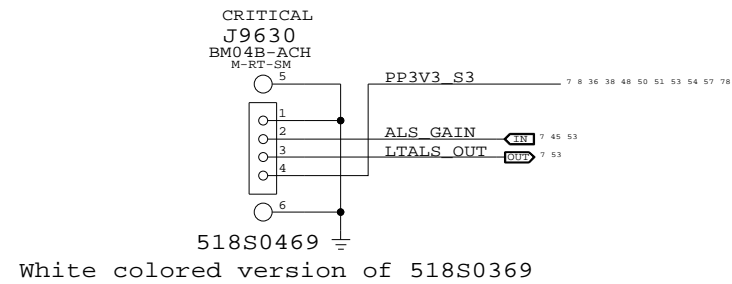 CRITICAL
J9630
BM04B-ACH
M-RT-SM
5
PP3V3_S3 7 8 36 38 48 50 51 53 54 57 78
1
2 ALS_GAIN IN 7 45 53
3 LTALS_OUT OUT 7 53
4
6
518S0469
White colored version of 518S0369